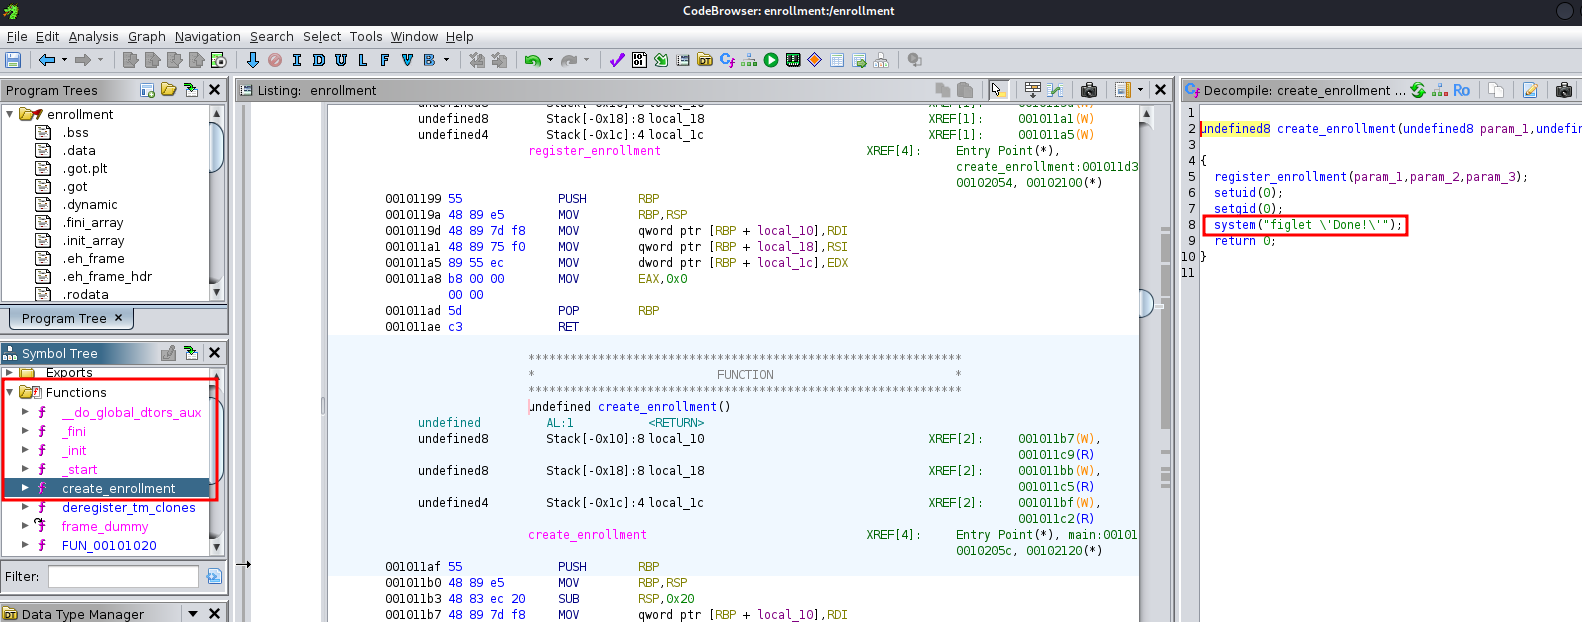 CodeBrowser: enrollment:/enrollment
File Edit Analysis Graph Navigation Search Select Tools Window Help
I D U L F V B
Program Trees
enrollment
.bss
.data
.got.plt
.got
.dynamic
.fini_array
.init_array
.eh_frame
.eh_frame_hdr
.rodata
Program Tree ×
Symbol Tree
Exports
Functions
__do_global_dtors_aux
_fini
_init
_start
create_enrollment
deregister_tm_clones
frame_dummy
FUN_00101020
Filter:
Data Type Manager
Listing: enrollment
undefined8 Stack[-0x18]:8 local_18 XREF[1]: 001011a1(W)
undefined4 Stack[-0x1c]:4 local_1c XREF[1]: 001011a5(W)
register_enrollment XREF[4]: Entry Point(*),
create_enrollment:001011d3
00102054, 00102100(*)
00101199 55 PUSH RBP
0010119a 48 89 e5 MOV RBP,RSP
0010119d 48 89 7d f8 MOV qword ptr [RBP + local_10],RDI
001011a1 48 89 75 f0 MOV qword ptr [RBP + local_18],RSI
001011a5 89 55 ec MOV dword ptr [RBP + local_1c],EDX
001011a8 b8 00 00 MOV EAX,0x0
00 00
001011ad 5d POP RBP
001011ae c3 RET
**************************************************************
* FUNCTION *
**************************************************************
undefined create_enrollment()
undefined AL:1 <RETURN>
undefined8 Stack[-0x10]:8 local_10 XREF[2]: 001011b7(W),
001011c9(R)
undefined8 Stack[-0x18]:8 local_18 XREF[2]: 001011bb(W),
001011c5(R)
undefined4 Stack[-0x1c]:4 local_1c XREF[2]: 001011bf(W),
001011c2(R)
create_enrollment XREF[4]: Entry Point(*), main:00101
0010205c, 00102120(*)
001011af 55 PUSH RBP
001011b0 48 89 e5 MOV RBP,RSP
001011b3 48 83 ec 20 SUB RSP,0x20
001011b7 48 89 7d f8 MOV qword ptr [RBP + local_10],RDI
Decompile: create_enrollment ... Ro
1
2 undefined8 create_enrollment(undefined8 param_1,undefin
3
4 {
5 register_enrollment(param_1,param_2,param_3);
6 setuid(0);
7 setgid(0);
8 system("figlet \'Done!\'");
9 return 0;
10 }
11